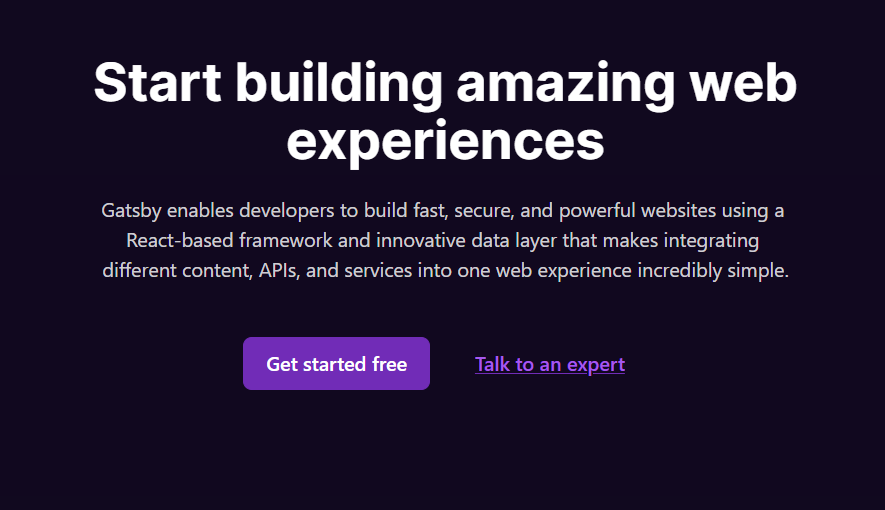 Start building amazing web
experiences
Gatsby enables developers to build fast, secure, and powerful websites using a
React-based framework and innovative data layer that makes integrating
different content, APIs, and services into one web experience incredibly simple.
Get started free
Talk to an expert